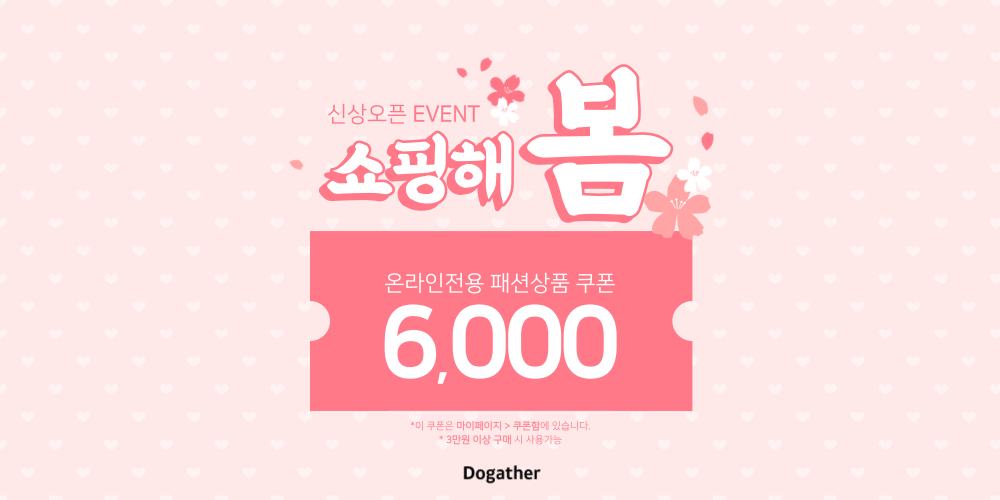 신상오픈 EVENT
쇼핑해 봄
온라인전용 패션상품 쿠폰
6,000
*이 쿠폰은 마이페이지 > 쿠폰함에 있습니다.
* 3만원 이상 구매 시 사용가능
Dogather